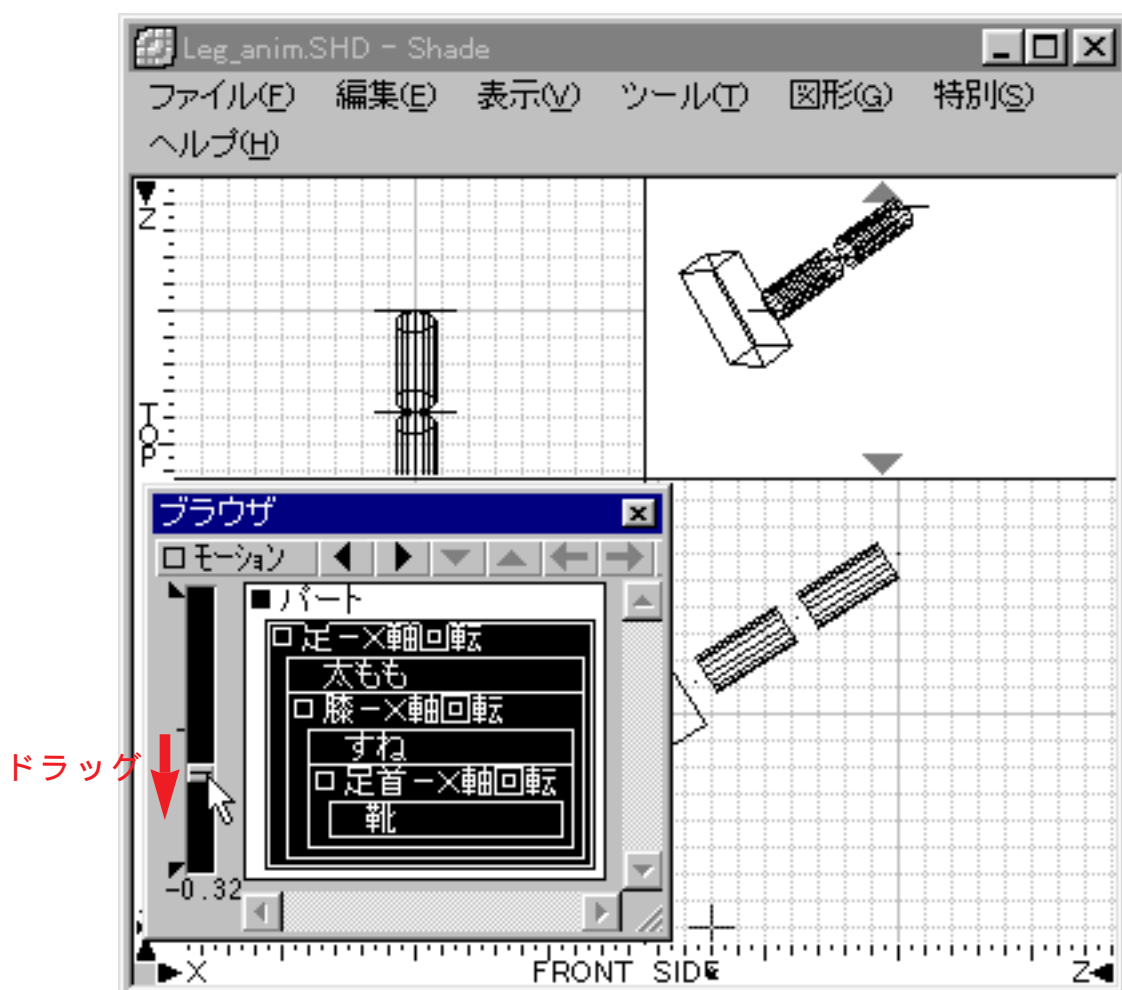 Leg_anim.SHD - Shade
ファイル(F) 編集(E) 表示(V) ツール(T) 図形(G) 特別(S)
ヘルプ(H)
Z
TOP
ブラウザ
モーション
パート
足－X軸回転
太もも
膝－X軸回転
すね
足首－X軸回転
靴
ドラッグ
-0.32
X FRONT SIDE Z